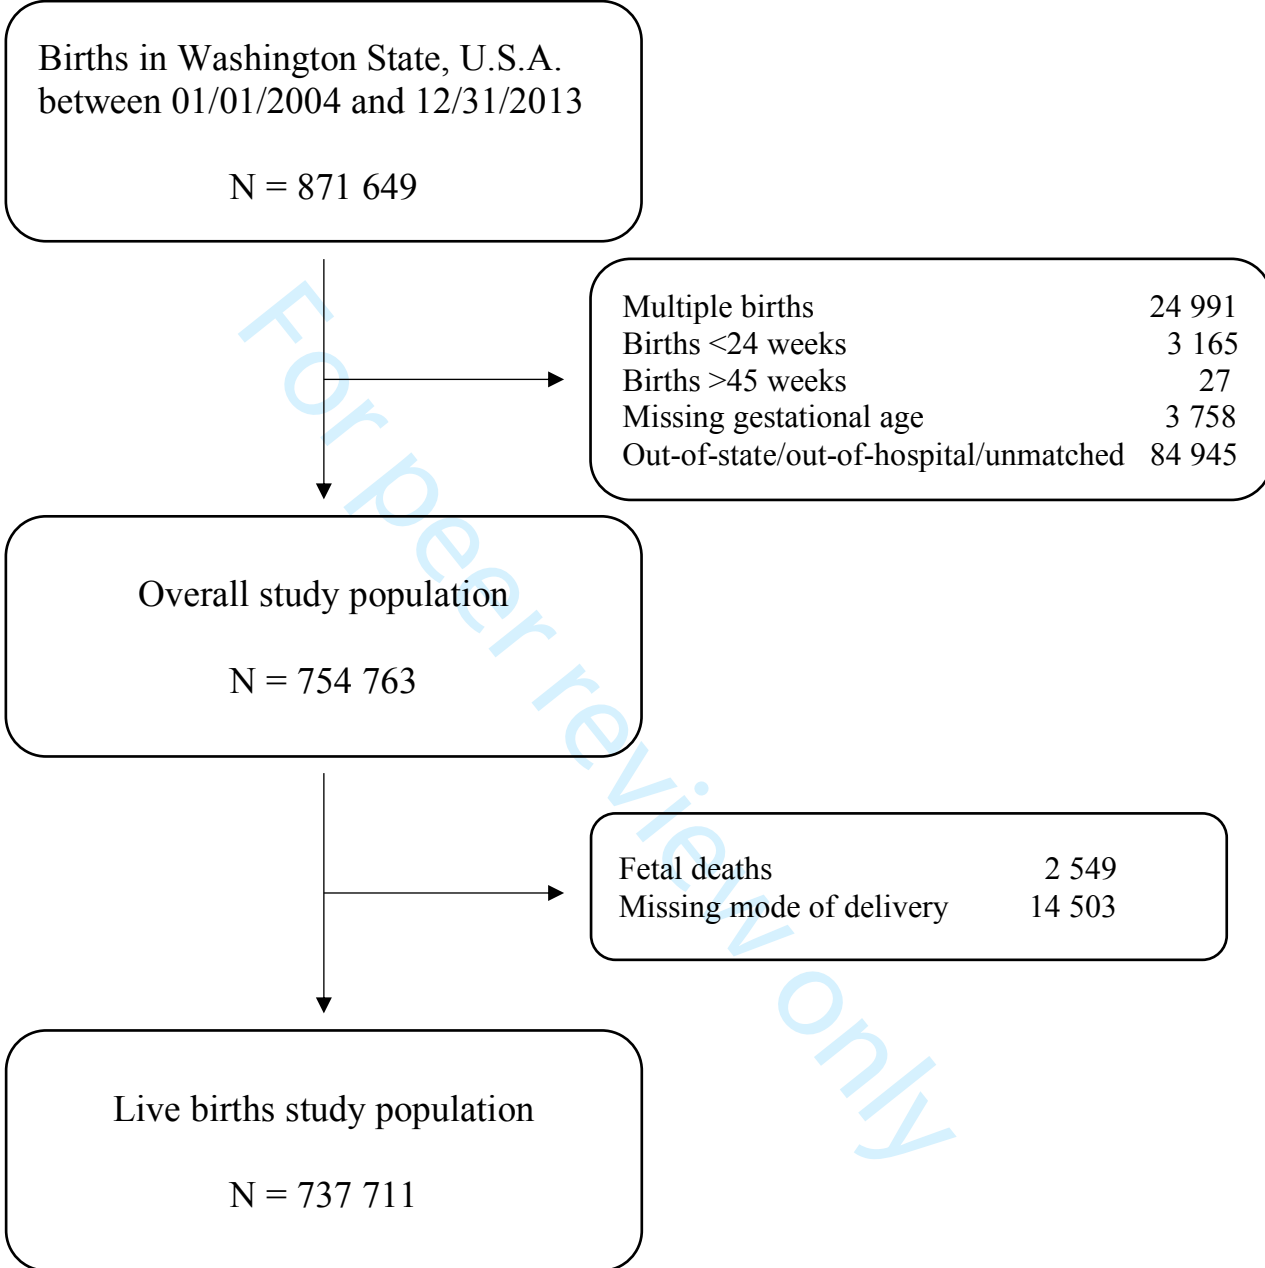 Births in Washington State, U.S.A.
between 01/01/2004 and 12/31/2013
N = 871 649
Multiple births 24 991
Births <24 weeks 3 165
Births >45 weeks 27
Missing gestational age 3 758
Out-of-state/out-of-hospital/unmatched 84 945
Overall study population
N = 754 763
Fetal deaths 2 549
Missing mode of delivery 14 503
Live births study population
N = 737 711
For peer review only